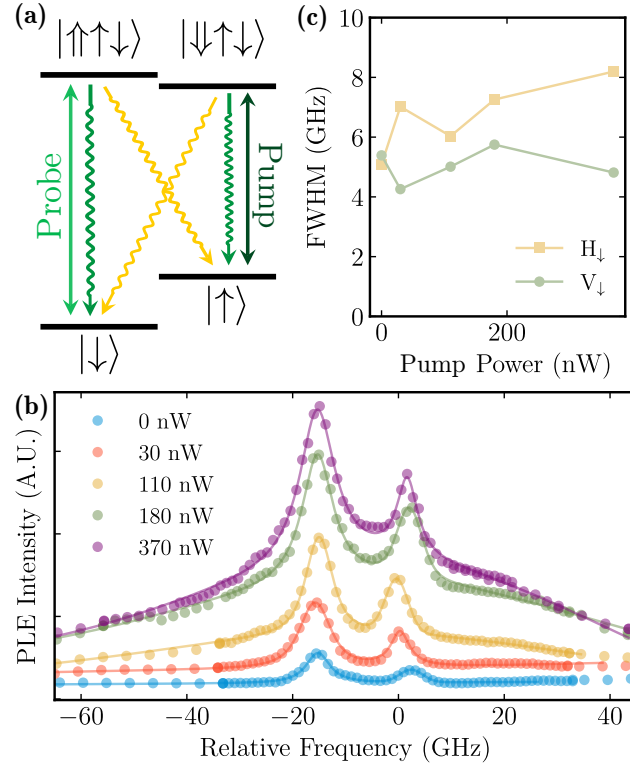 (a)
|⇑↑↓⟩ |⇓↑↓⟩
Probe
Pump
|↑⟩
|↓⟩
(c)
10
8
6
4
2
0
FWHM (GHz)
H↓
V↓
0 200
Pump Power (nW)
(b)
0 nW
30 nW
110 nW
180 nW
370 nW
PLE Intensity (A.U.)
−60 −40 −20 0 20 40
Relative Frequency (GHz)